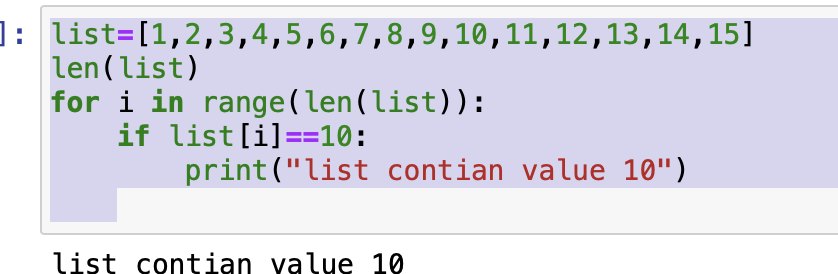 ]: list=[1,2,3,4,5,6,7,8,9,10,11,12,13,14,15]
len(list)
for i in range(len(list)):
    if list[i]==10:
        print("list contian value 10")
list contian value 10